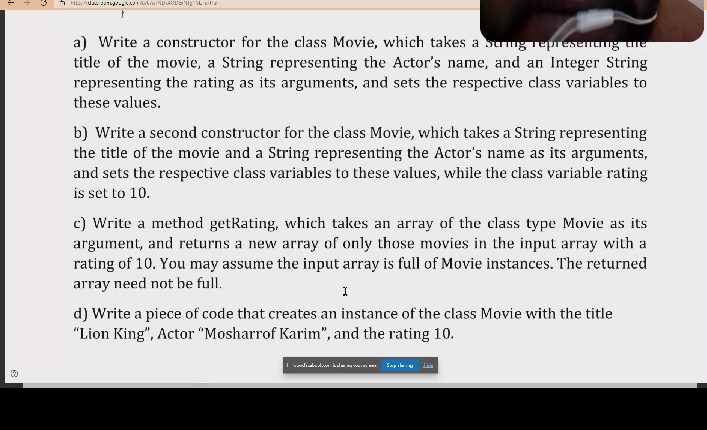 }
a) Write a constructor for the class Movie, which takes a String representing the
title of the movie, a String representing the Actor’s name, and an Integer String
representing the rating as its arguments, and sets the respective class variables to
these values.
b) Write a second constructor for the class Movie, which takes a String representing
the title of the movie and a String representing the Actor’s name as its arguments,
and sets the respective class variables to these values, while the class variable rating
is set to 10.
c) Write a method getRating, which takes an array of the class type Movie as its
argument, and returns a new array of only those movies in the input array with a
rating of 10. You may assume the input array is full of Movie instances. The returned
array need not be full.
d) Write a piece of code that creates an instance of the class Movie with the title
“Lion King”, Actor “Mosharrof Karim”, and the rating 10.
is sharing your screen. Stop sharing Hide